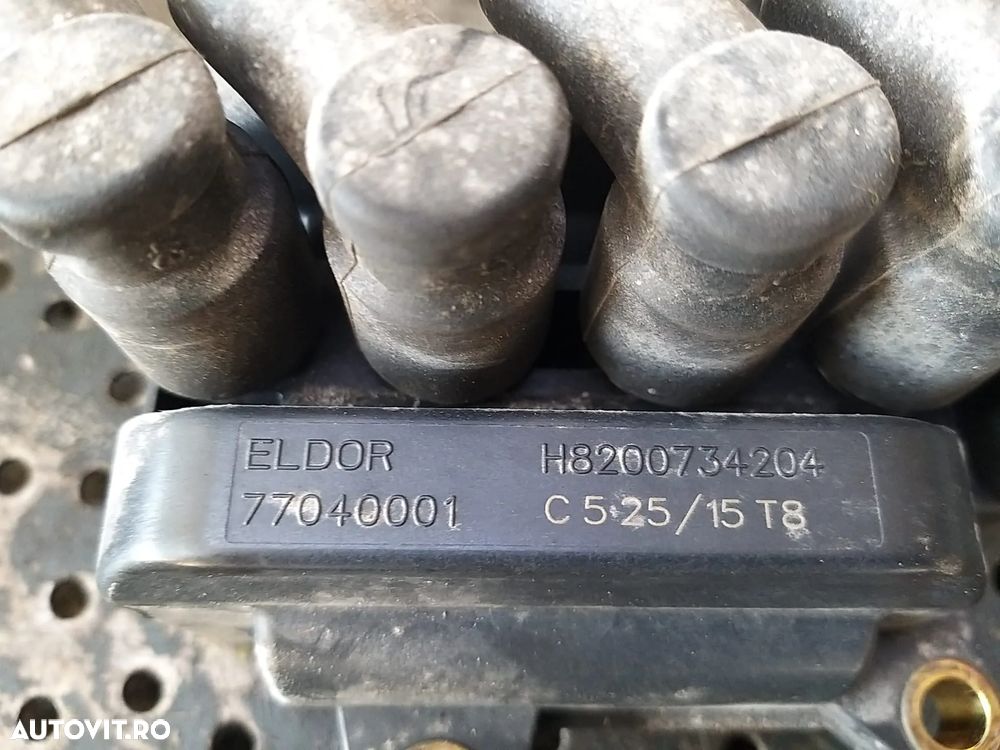 ELDOR H8200734204
77040001 C 5 25/15 T8
AUTOVIT.RO